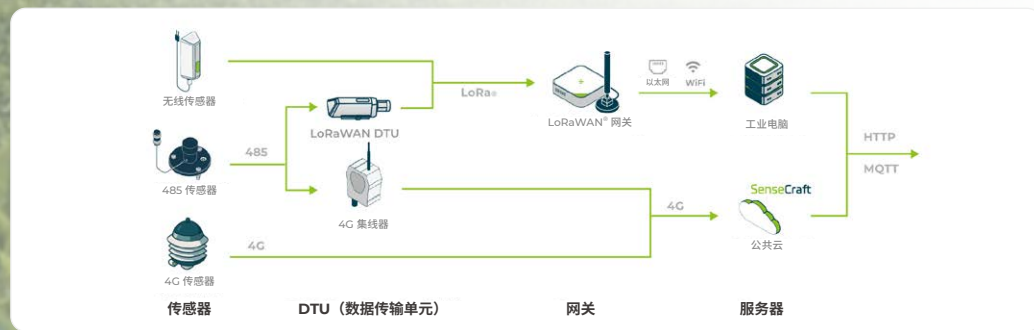 无线传感器
LoRa®
LoRaWAN® 网关
以太网
WiFi
工业电脑
LoRaWAN DTU
HTTP
MQTT
485
485 传感器
4G 集线器
4G
SenseCraft
公共云
4G
4G 传感器
传感器
DTU（数据传输单元）
网关
服务器